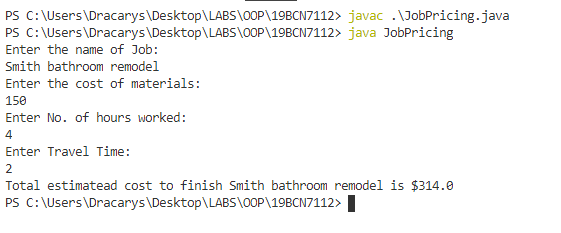 PS C:\Users\Dracarys\Desktop\LABS\OOP\19BCN7112> javac .\JobPricing.java
PS C:\Users\Dracarys\Desktop\LABS\OOP\19BCN7112> java JobPricing
Enter the name of Job:
Smith bathroom remodel
Enter the cost of materials:
150
Enter No. of hours worked:
4
Enter Travel Time:
2
Total estimatead cost to finish Smith bathroom remodel is $314.0
PS C:\Users\Dracarys\Desktop\LABS\OOP\19BCN7112>